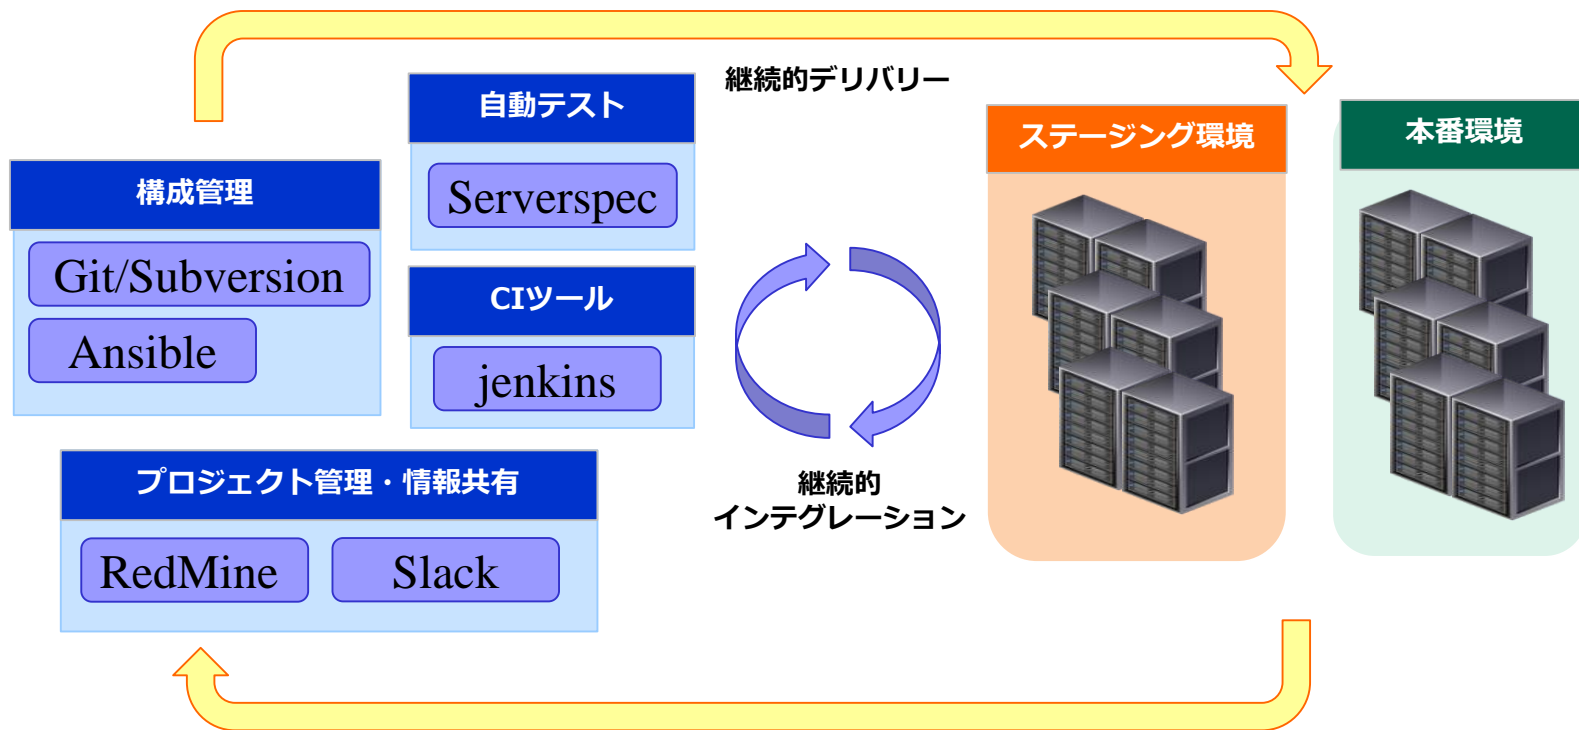 継続的デリバリー
自動テスト
Serverspec
構成管理
Git/Subversion
Ansible
CIツール
jenkins
プロジェクト管理・情報共有
RedMine
Slack
継続的
インテグレーション
ステージング環境
本番環境